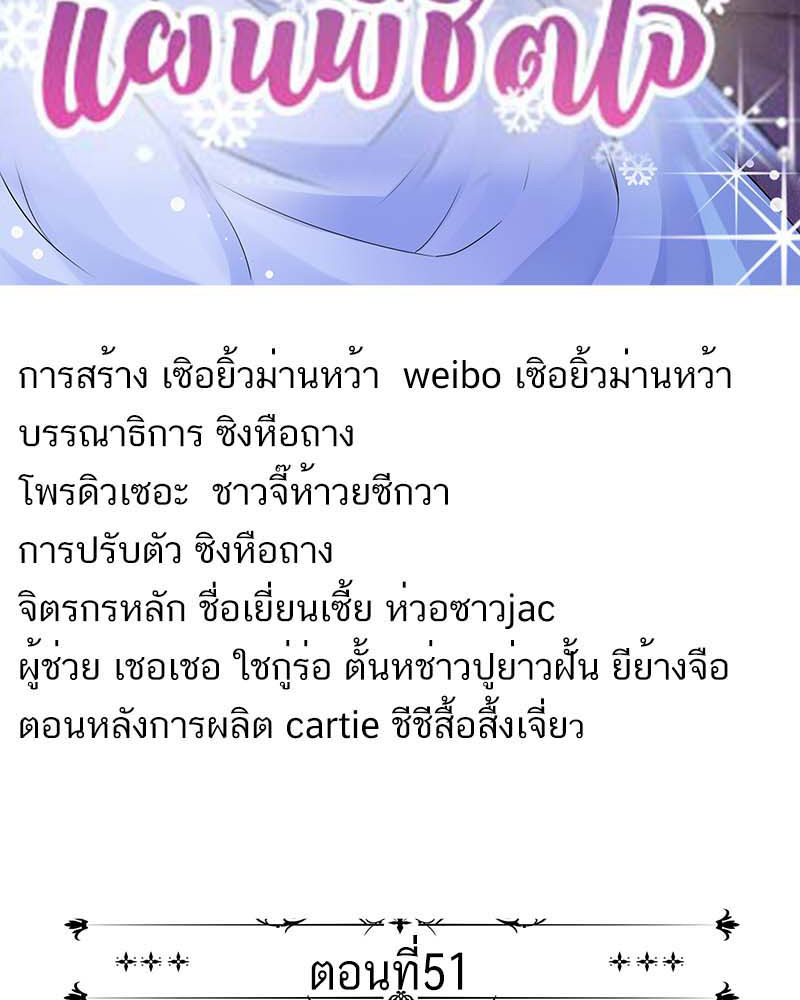 แผนพิชิตใจ
การสร้าง เซิอยิ้วม่านหว้า weibo เซิอยิ้วม่านหว้า
บรรณาธิการ ซิงหือถาง
โพรดิวเซอะ ชาวจี๊ห้าวยซีกวา
การปรับตัว ซิงหือถาง
จิตรกรหลัก ชื่อเยี่ยนเซี้ย ห่วอซาวjac
ผู้ช่วย เชอเชอ ใชกู่ร่อ ตั้นหช่าวปูย่าวฝั้น ยีย้างจือ
ตอนหลังการผลิต cartie ชีชีสื้อสิ้งเจี่ยว
ตอนที่51